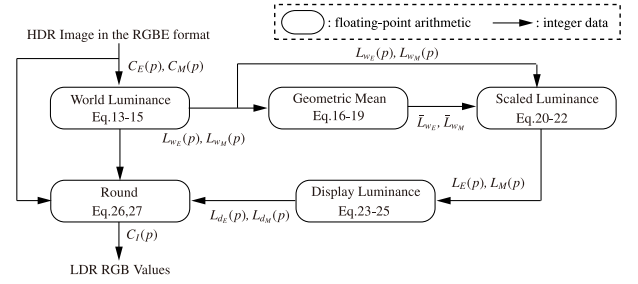 : floating-point arithmetic
: integer data
HDR Image in the RGBE format
C_E(p), C_M(p)
L_{w_E}(p), L_{w_M}(p)
World Luminance
Eq.13-15
Geometric Mean
Eq.16-19
Scaled Luminance
Eq.20-22
L_{w_E}(p), L_{w_M}(p)
L̄_{w_E}, L̄_{w_M}
Round
Eq.26,27
Display Luminance
Eq.23-25
L_E(p), L_M(p)
L_{d_E}(p), L_{d_M}(p)
C_I(p)
LDR RGB Values